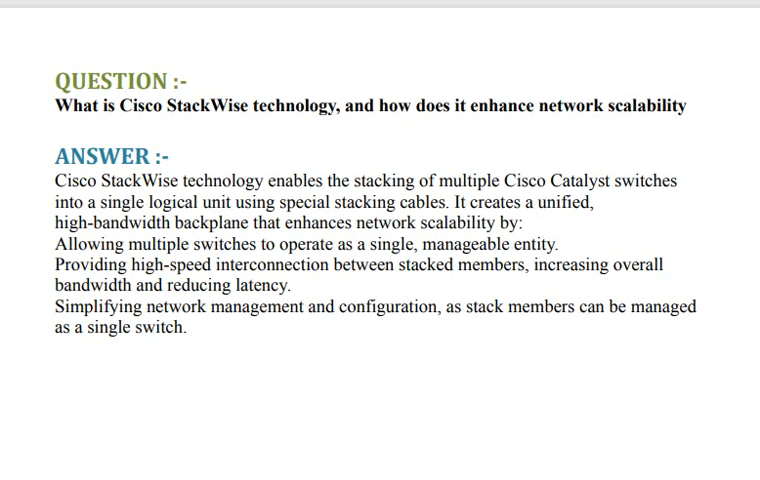 QUESTION :-
What is Cisco StackWise technology, and how does it enhance network scalability
ANSWER :-
Cisco StackWise technology enables the stacking of multiple Cisco Catalyst switches
into a single logical unit using special stacking cables. It creates a unified,
high-bandwidth backplane that enhances network scalability by:
Allowing multiple switches to operate as a single, manageable entity.
Providing high-speed interconnection between stacked members, increasing overall
bandwidth and reducing latency.
Simplifying network management and configuration, as stack members can be managed
as a single switch.